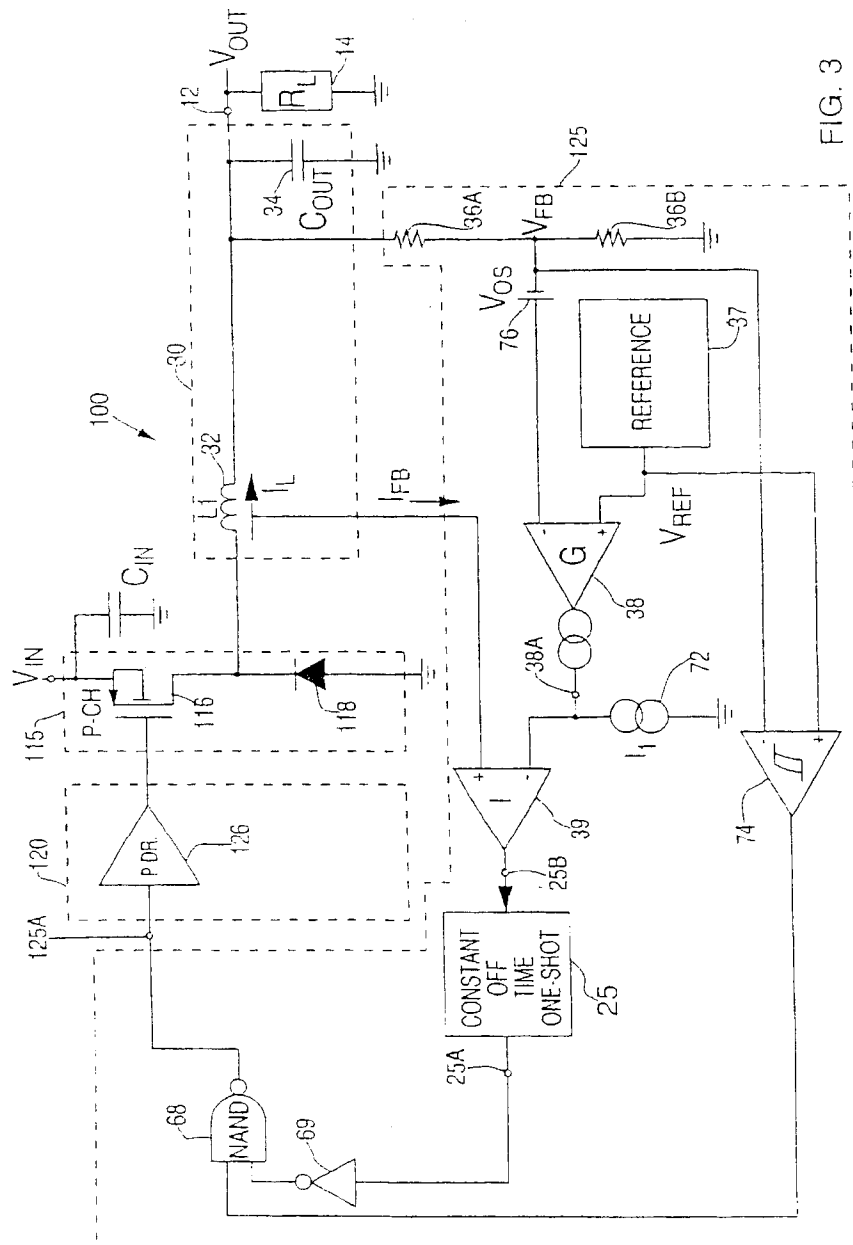 100
V_IN
C_IN
115
P-CH
116
118
120
P DR.
126
125A
30
L1
32
I_L
I_FB
12
V_OUT
R_L
14
34
C_OUT
125
36A
V_FB
36B
V_OS
76
REFERENCE
37
V_REF
-
+
G
38
38A
72
I_1
+
-
I
39
25B
CONSTANT
OFF
TIME
ONE-SHOT
25
25A
68
NAND
69
74
-
+
FIG. 3